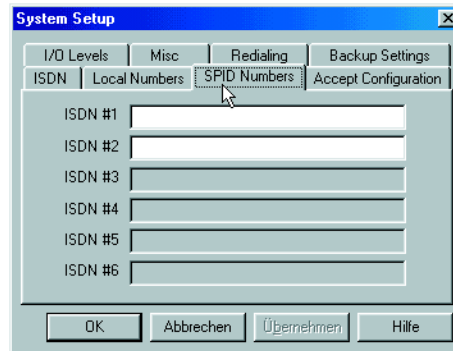 System Setup
I/O Levels Misc Redialing Backup Settings
ISDN Local Numbers SPID Numbers Accept Configuration
ISDN #1
ISDN #2
ISDN #3
ISDN #4
ISDN #5
ISDN #6
OK Abbrechen Übernehmen Hilfe